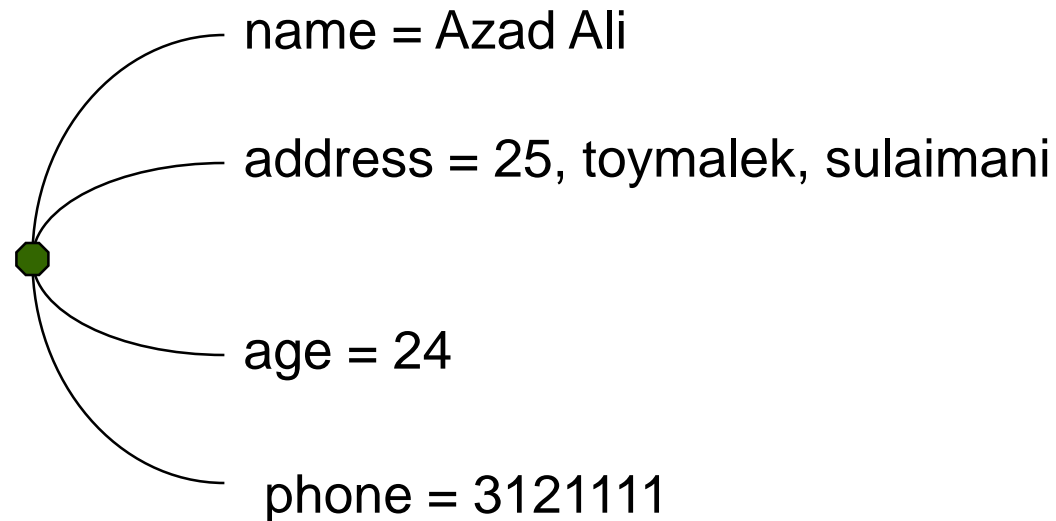 name = Azad Ali
address = 25, toymalek, sulaimani
age = 24
phone = 3121111